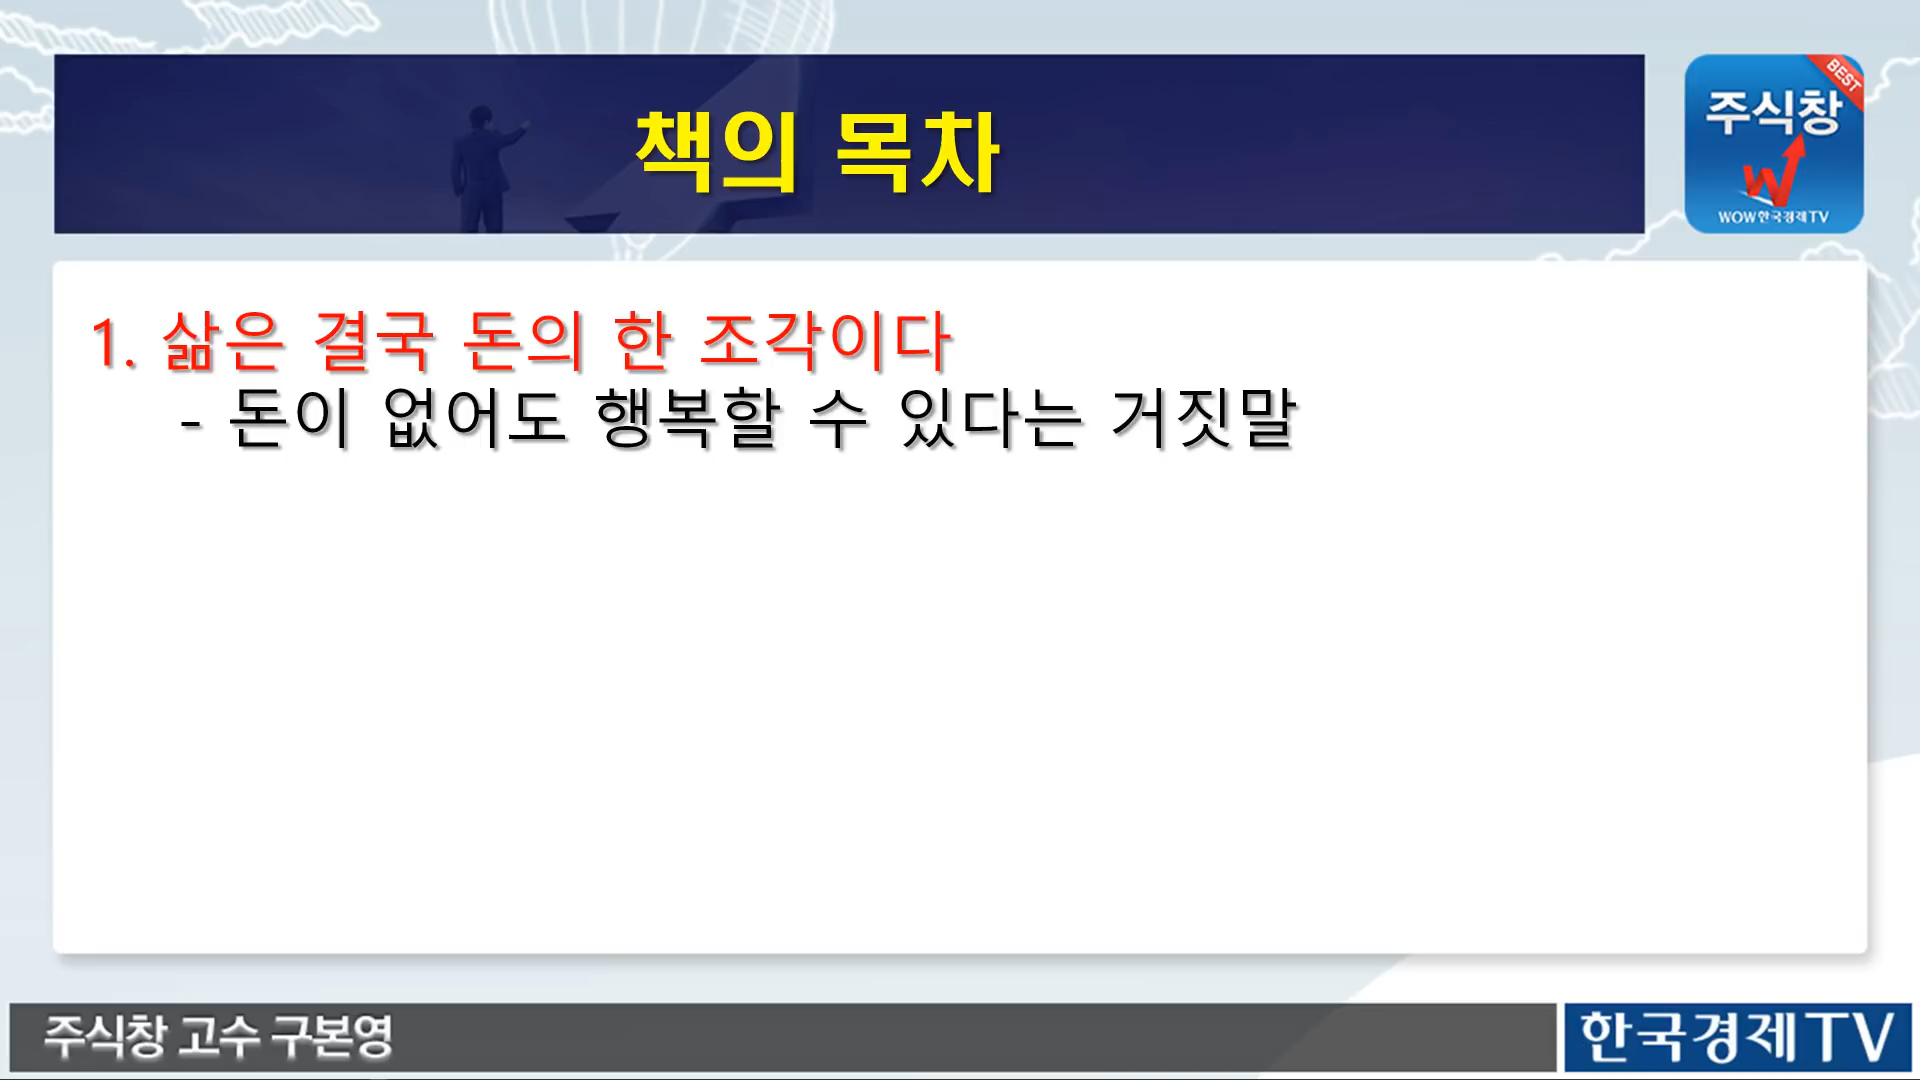 책의 목차
BEST
주식창
W
WOW한국경제TV
1. 삶은 결국 돈의 한 조각이다
- 돈이 없어도 행복할 수 있다는 거짓말
주식창 고수 구본영
한국경제TV